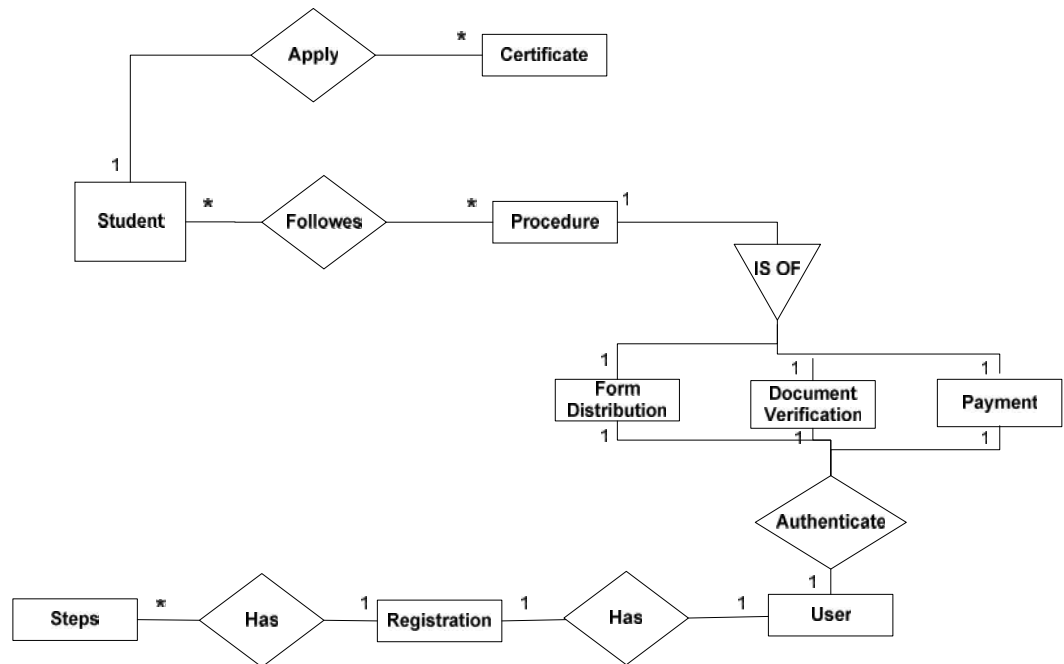 Apply
*
Certificate
1
Student
*
Followes
*
Procedure
1
IS OF
1
1
1
Form
Distribution
Document
Verification
Payment
1
1
1
Authenticate
1
Steps
*
Has
1
Registration
1
Has
1
User